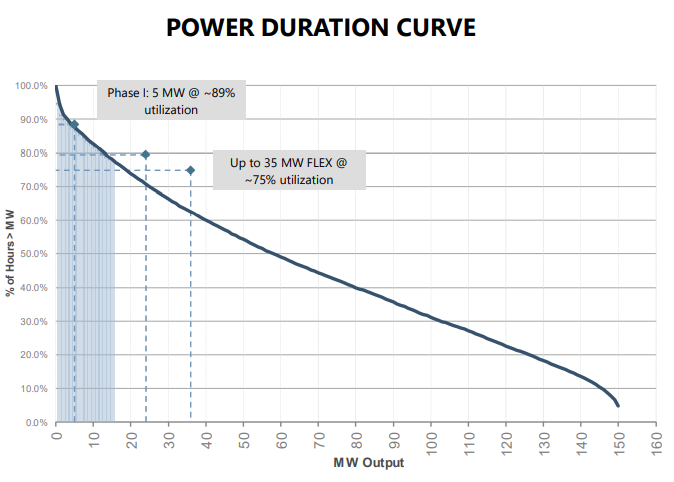 POWER DURATION CURVE
100.0%
Phase I: 5 MW @ ~89%
utilization
90.0%
80.0%
Up to 35 MW FLEX @
~75% utilization
70.0%
60.0%
50.0%
40.0%
30.0%
20.0%
10.0%
0.0%
% of Hours > MW
0 10 20 30 40 50 60 70 80 90 100 110 120 130 140 150 160
MW Output